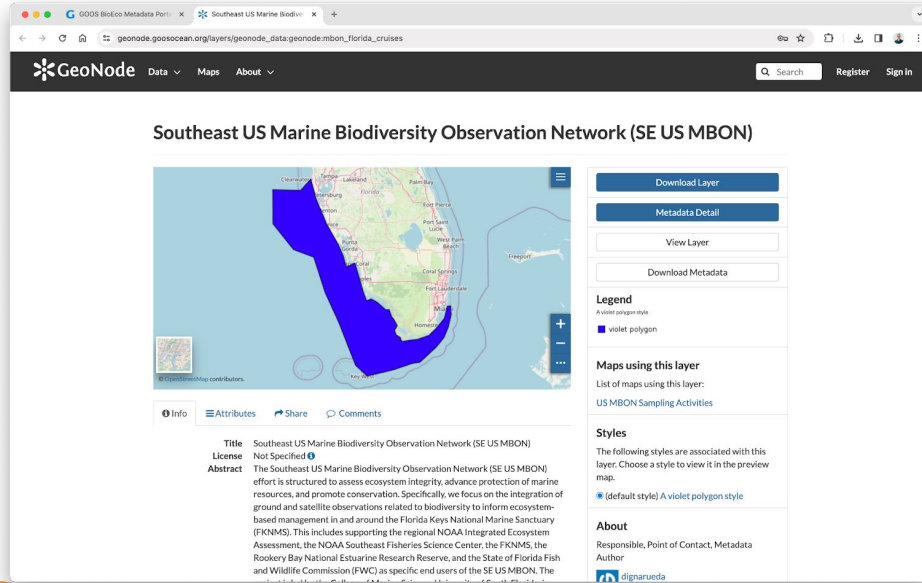 GOOS BioEco Metadata Port
Southeast US Marine Biodiver
geonode.goosocean.org/layers/geonode_data:geonode:mbon_florida_cruises
GeoNode Data Maps About Search Register Sign in
Southeast US Marine Biodiversity Observation Network (SE US MBON)
Clearwater Tampa Lakeland Palm Bay
Florida
Fort Pierce
Port Saint
Lucie
West Palm
Beach
Punta
Gorda
Freeport
Coral
Coral Springs
Fort Lauderdale
Homeste
Key West
© OpenStreetMap contributors.
Download Layer
Metadata Detail
View Layer
Download Metadata
Legend
A violet polygon style
violet polygon
Maps using this layer
List of maps using this layer:
US MBON Sampling Activities
Styles
The following styles are associated with this
layer. Choose a style to view it in the preview
map.
(default style) A violet polygon style
About
Responsible, Point of Contact, Metadata
Author
dignarueda
Info Attributes Share Comments
Title Southeast US Marine Biodiversity Observation Network (SE US MBON)
License Not Specified
Abstract The Southeast US Marine Biodiversity Observation Network (SE US MBON)
effort is structured to assess ecosystem integrity, advance protection of marine
resources, and promote conservation. Specifically, we focus on the integration of
ground and satellite observations related to biodiversity to inform ecosystem-
based management in and around the Florida Keys National Marine Sanctuary
(FKNMS). This includes supporting the regional NOAA Integrated Ecosystem
Assessment, the NOAA Southeast Fisheries Science Center, the FKNMS, the
Rookery Bay National Estuarine Research Reserve, and the State of Florida Fish
and Wildlife Commission (FWC) as specific end users of the SE US MBON. The